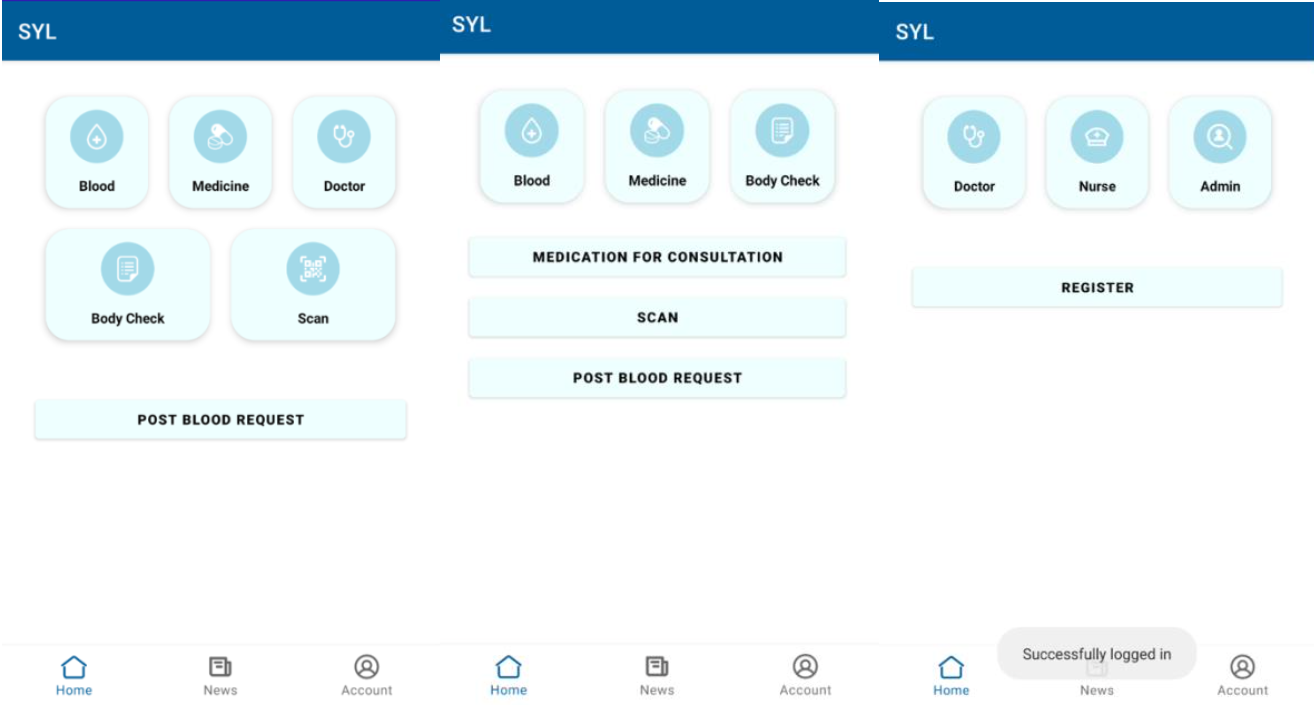 SYL
Blood
Medicine
Doctor
Body Check
Scan
POST BLOOD REQUEST
Home
News
Account
SYL
Blood
Medicine
Body Check
MEDICATION FOR CONSULTATION
SCAN
POST BLOOD REQUEST
Home
News
Account
SYL
Doctor
Nurse
Admin
REGISTER
Successfully logged in
Home
News
Account